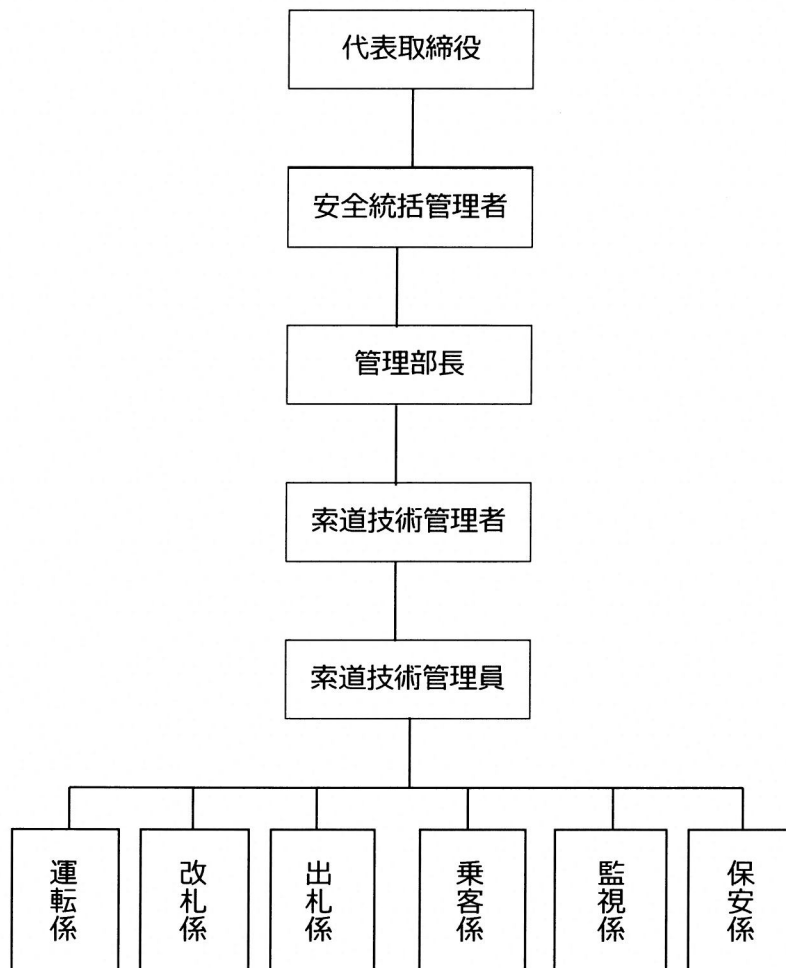 代表取締役
安全統括管理者
管理部長
索道技術管理者
索道技術管理員
運転係
改札係
出札係
乗客係
監視係
保安係